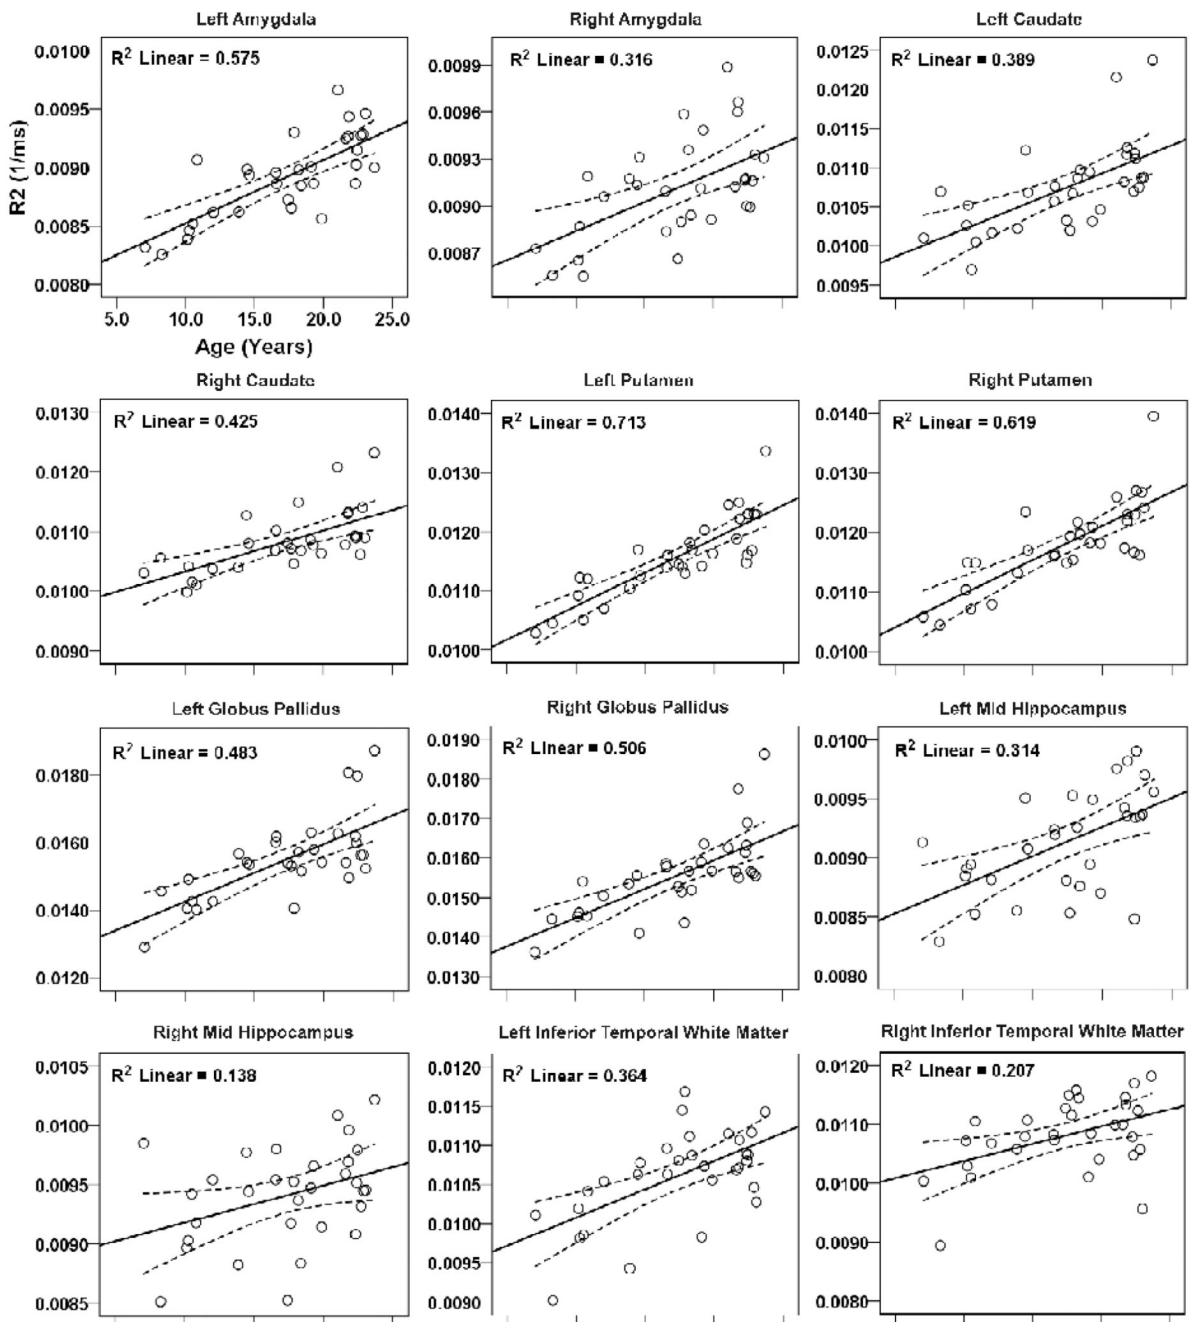 Left Amygdala
R² Linear = 0.575
0.0100
0.0095
0.0090
0.0085
0.0080
R2 (1/ms)
5.0 10.0 15.0 20.0 25.0
Age (Years)
Right Amygdala
R² Linear = 0.316
0.0099
0.0096
0.0093
0.0090
0.0087
Left Caudate
R² Linear = 0.389
0.0125
0.0120
0.0115
0.0110
0.0105
0.0100
0.0095
Right Caudate
R² Linear = 0.425
0.0130
0.0120
0.0110
0.0100
0.0090
Left Putamen
R² Linear = 0.713
0.0140
0.0130
0.0120
0.0110
0.0100
Right Putamen
R² Linear = 0.619
0.0140
0.0130
0.0120
0.0110
0.0100
Left Globus Pallidus
R² Linear = 0.483
0.0180
0.0160
0.0140
0.0120
Right Globus Pallidus
R² Linear = 0.506
0.0190
0.0180
0.0170
0.0160
0.0150
0.0140
0.0130
Left Mid Hippocampus
R² Linear = 0.314
0.0100
0.0095
0.0090
0.0085
0.0080
Right Mid Hippocampus
R² Linear = 0.138
0.0105
0.0100
0.0095
0.0090
0.0085
Left Inferior Temporal White Matter
R² Linear = 0.364
0.0120
0.0115
0.0110
0.0105
0.0100
0.0095
0.0090
Right Inferior Temporal White Matter
R² Linear = 0.207
0.0120
0.0110
0.0100
0.0090
0.0080